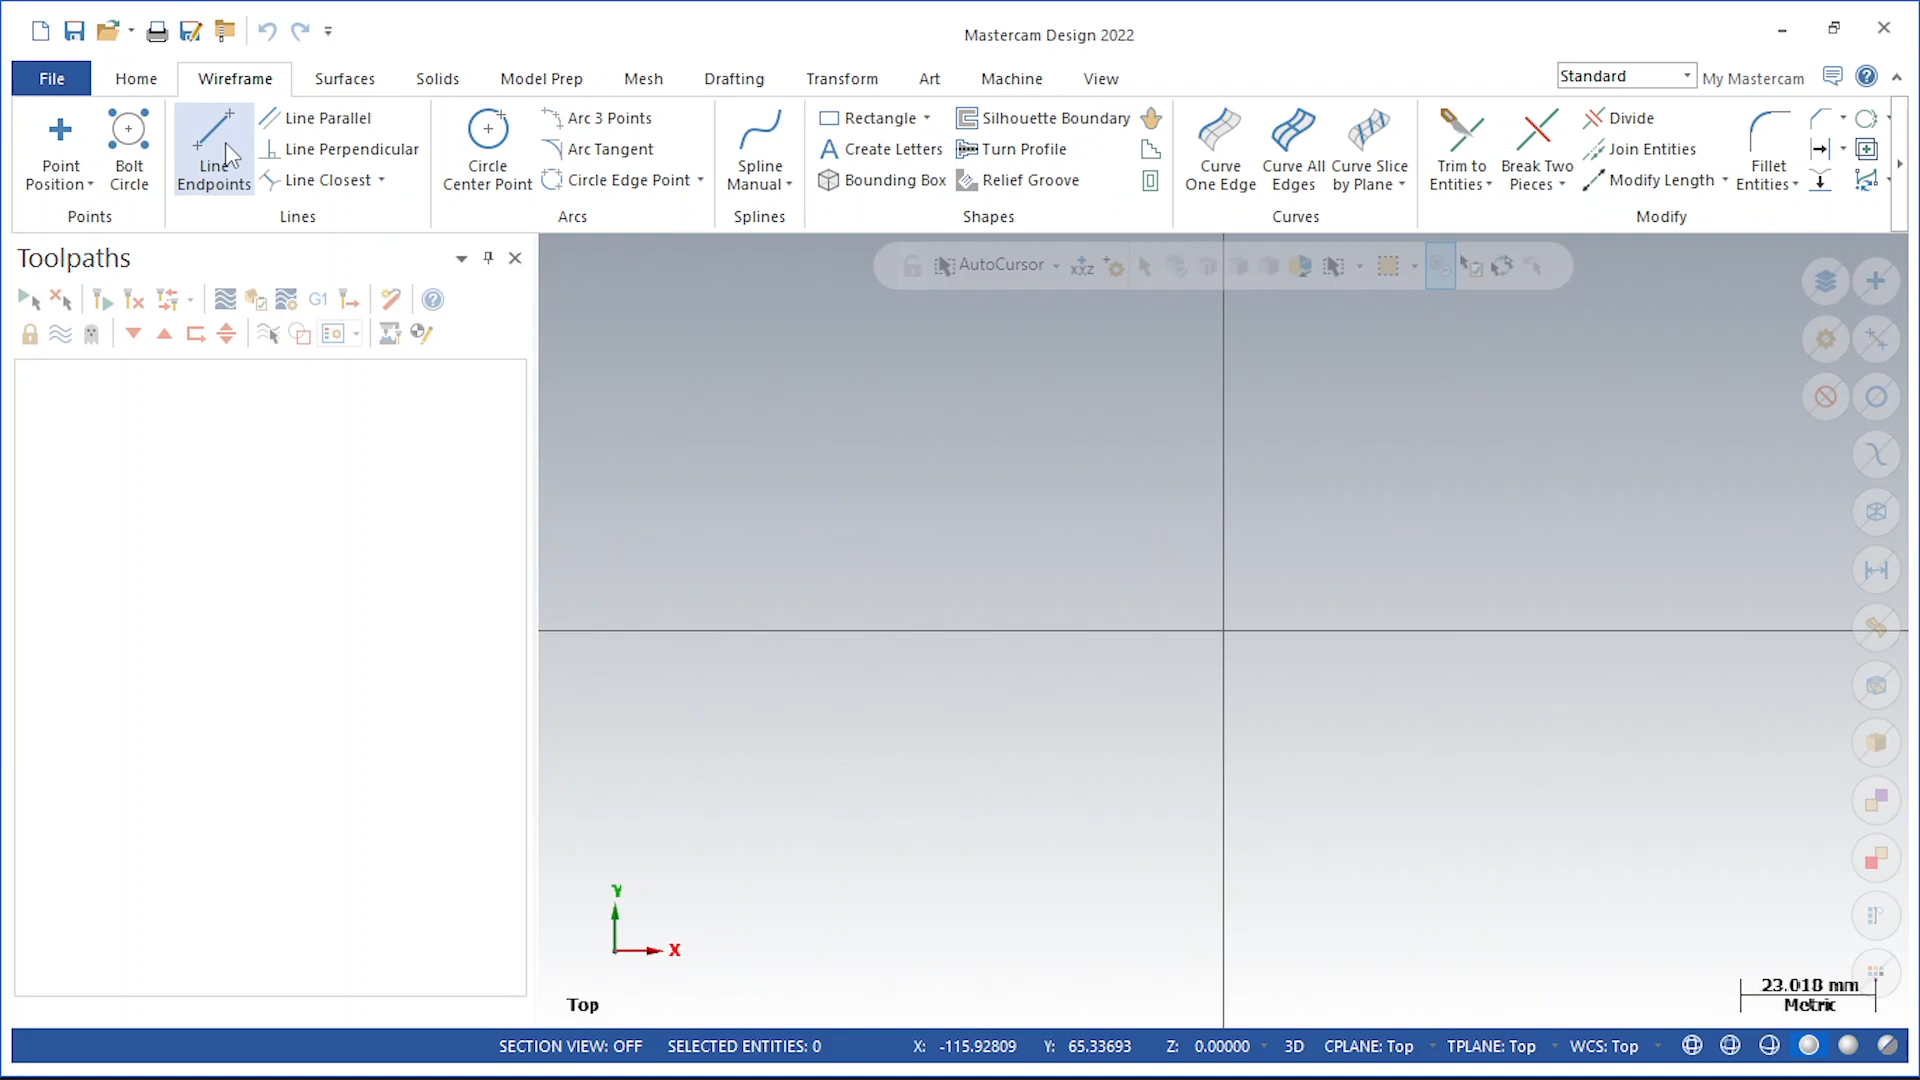 Mastercam Design 2022
File Home Wireframe Surfaces Solids Model Prep Mesh Drafting Transform Art Machine View Standard My Mastercam
Point Position
Bolt Circle
Line Endpoints
Line Parallel
Line Perpendicular
Line Closest
Circle Center Point
Arc 3 Points
Arc Tangent
Circle Edge Point
Spline Manual
Rectangle
Create Letters
Bounding Box
Silhouette Boundary
Turn Profile
Relief Groove
Curve One Edge
Curve All Edges
Curve Slice by Plane
Trim to Entities
Break Two Pieces
Divide
Join Entities
Modify Length
Fillet Entities
Points Lines Arcs Splines Shapes Curves Modify
Toolpaths
AutoCursor
XYZ
G1
Y
X
Top
23.018 mm
Metric
SECTION VIEW: OFF SELECTED ENTITIES: 0 X: -115.92809 Y: 65.33693 Z: 0.00000 3D CPLANE: Top TPLANE: Top WCS: Top